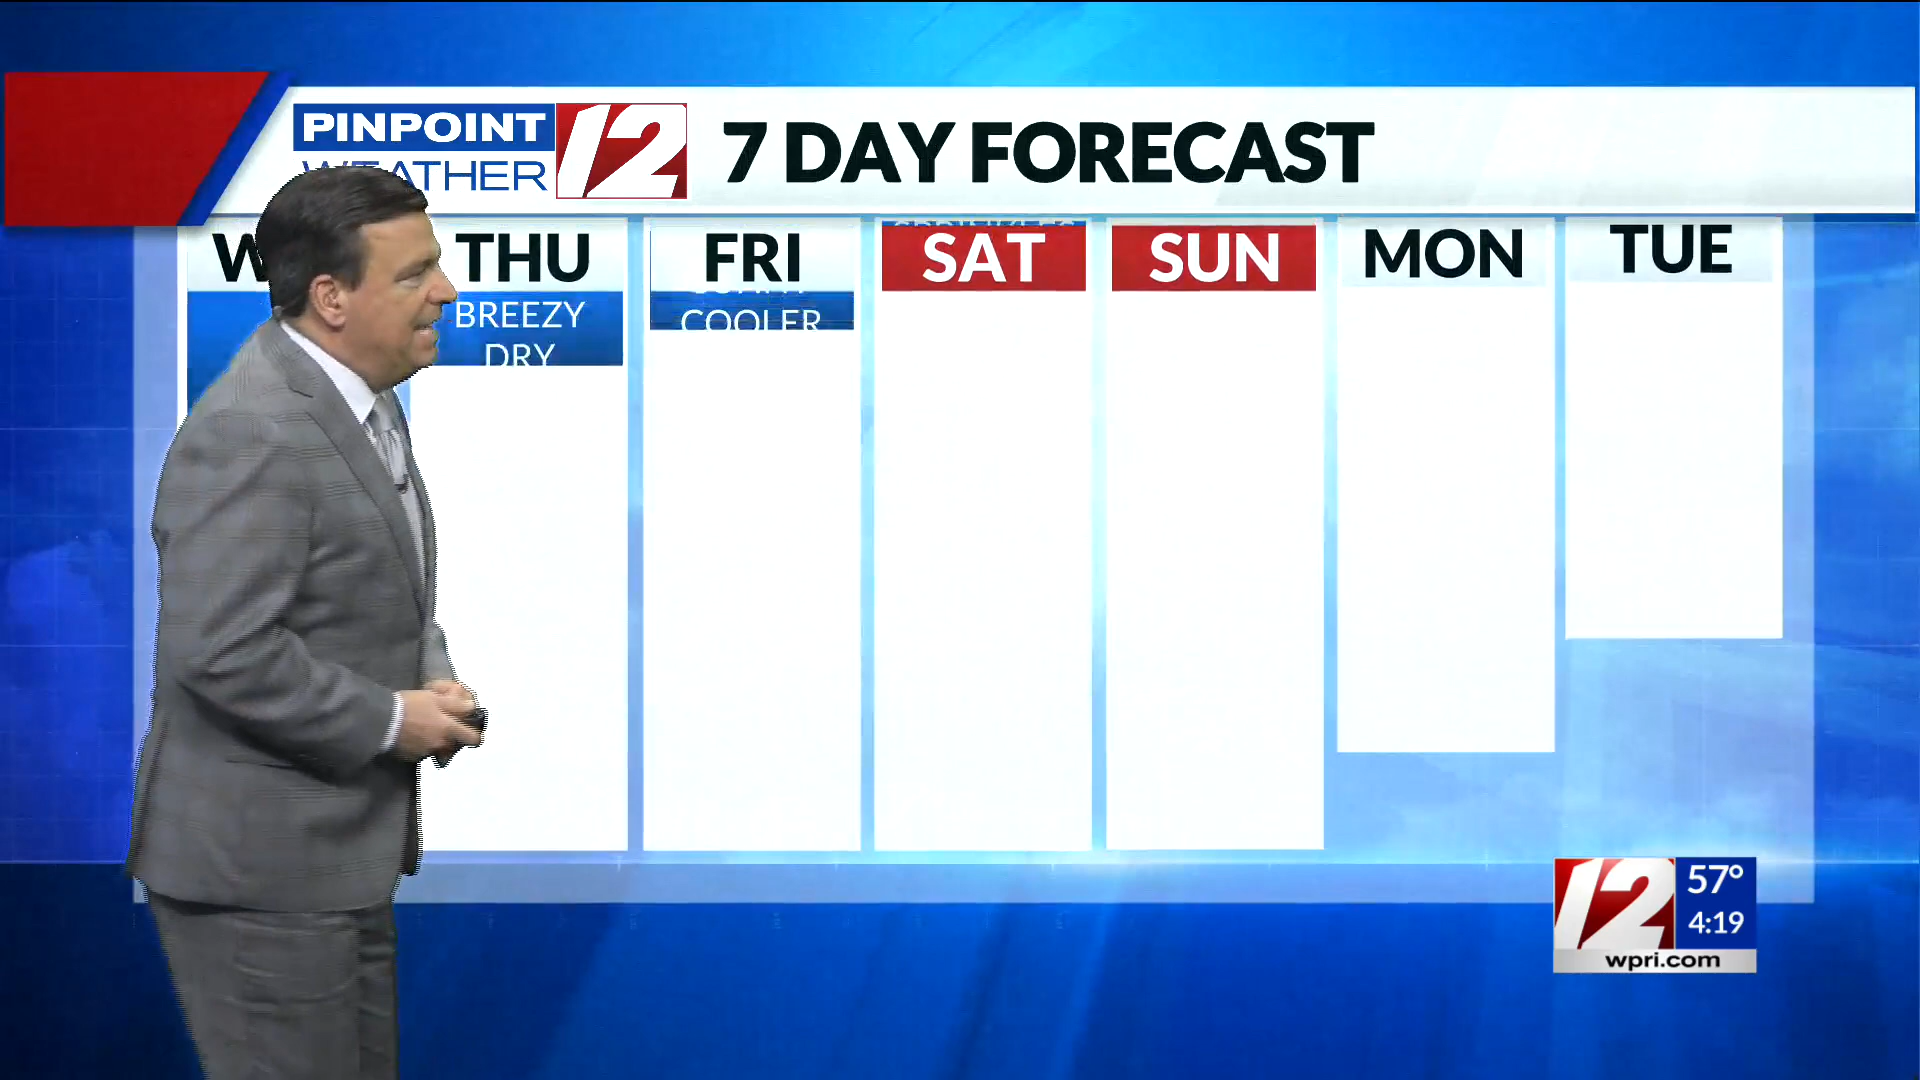 PINPOINT
WEATHER 12
7 DAY FORECAST
W
THU
FRI
SAT
SUN
MON
TUE
BREEZY
DRY
COOLER
12
57°
4:19
wpri.com